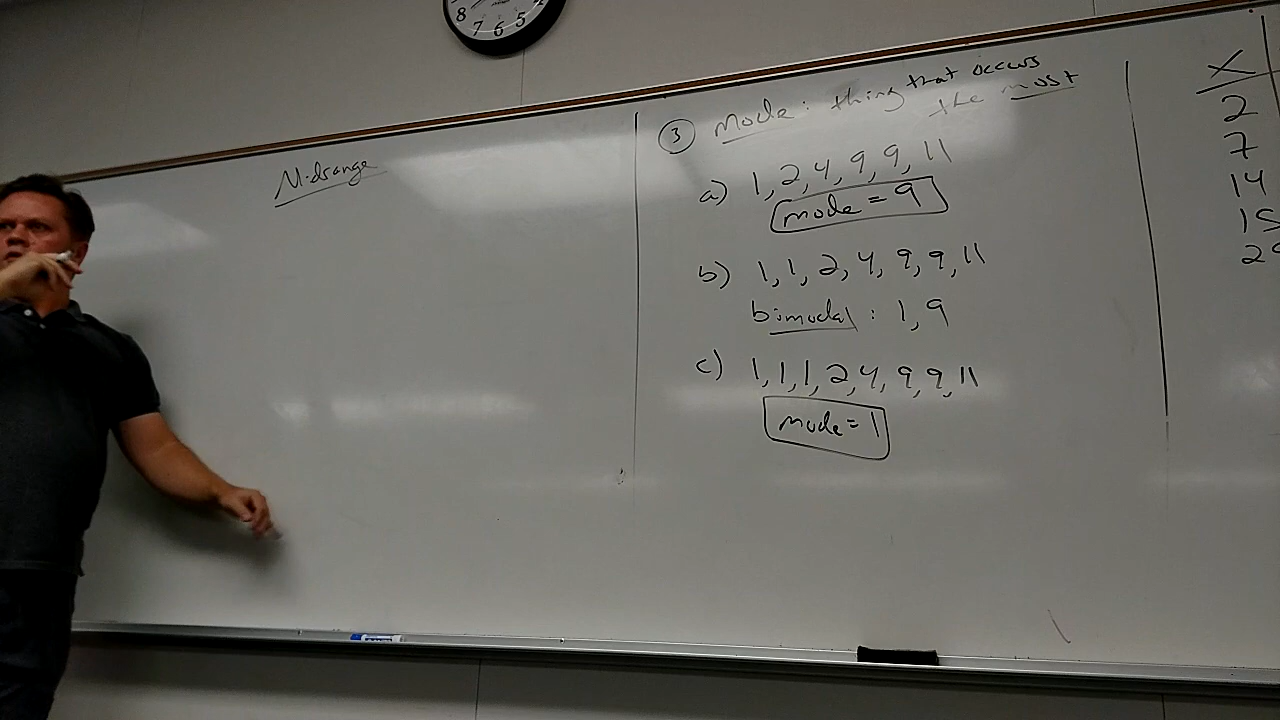 8 7 6 5
Midrange
③ Mode: thing that occurs
the most
a) 1, 2, 4, 9, 9, 11
mode = 9
b) 1, 1, 2, 4, 9, 9, 11
bimodal : 1, 9
c) 1, 1, 1, 2, 4, 9, 9, 11
mode = 1
X
2
7
14
15